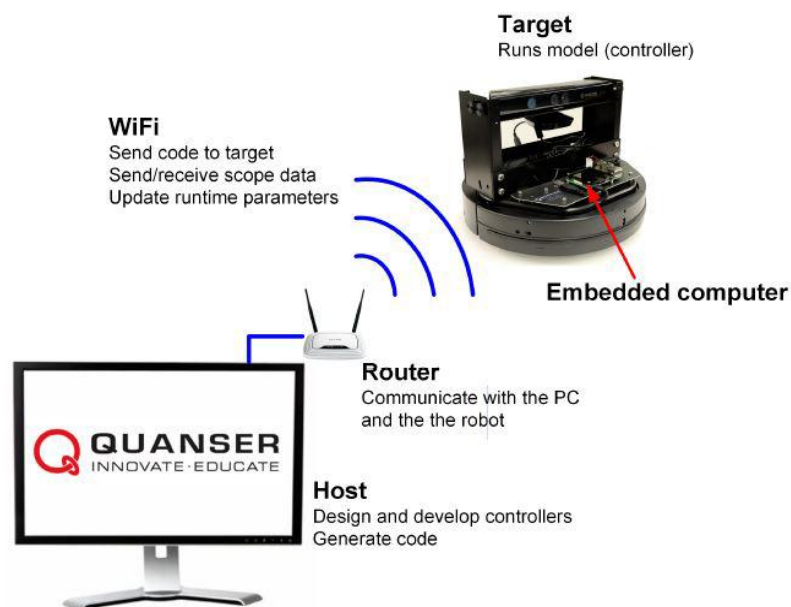 Target
Runs model (controller)
WiFi
Send code to target
Send/receive scope data
Update runtime parameters
QUANSER
Embedded computer
Router
Communicate with the PC
and the the robot
QUANSER
INNOVATE·EDUCATE
Host
Design and develop controllers
Generate code